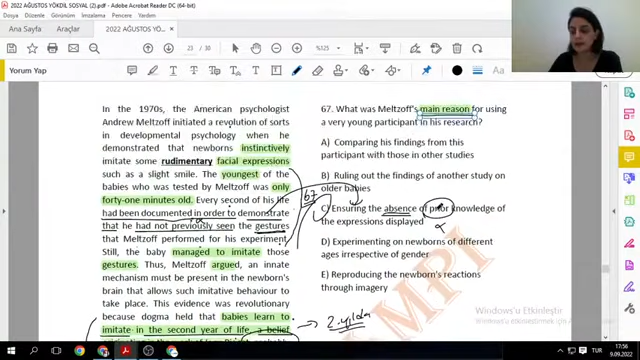 2022 AĞUSTOS YÖKDİL SOSYAL (2).pdf - Adobe Acrobat Reader DC (64-bit)
Dosya Düzenle Görünüm İmzala Pencere Yardım
Ana Sayfa Araçlar 2022 AĞUSTOS YÖ...
23 / 30 %125
Yorum Yap
In the 1970s, the American psychologist
Andrew Meltzoff initiated a revolution of sorts
in developmental psychology when he
demonstrated that newborns instinctively
imitate some rudimentary facial expressions
such as a slight smile. The youngest of the
babies who was tested by Meltzoff was only
forty-one minutes old. Every second of his life
had been documented in order to demonstrate
that he had not previously seen the gestures
that Meltzoff performed for his experiment.
Still, the baby managed to imitate those
gestures. Thus, Meltzoff argued, an innate
mechanism must be present in the newborn's
brain that allows such imitative behaviour to
take place. This evidence was revolutionary
because dogma held that babies learn to
imitate in the second year of life, a belief
67
2. yılda
67. What was Meltzoff's main reason for using
a very young participant in his research?
A) Comparing his findings from this
participant with those in other studies
B) Ruling out the findings of another study on
older babies
C) Ensuring the absence of prior knowledge of
the expressions displayed
D) Experimenting on newborns of different
ages irrespective of gender
E) Reproducing the newborn's reactions
through imagery
Windows'u Etkinleştir
TUR
17:56
9.09.2022